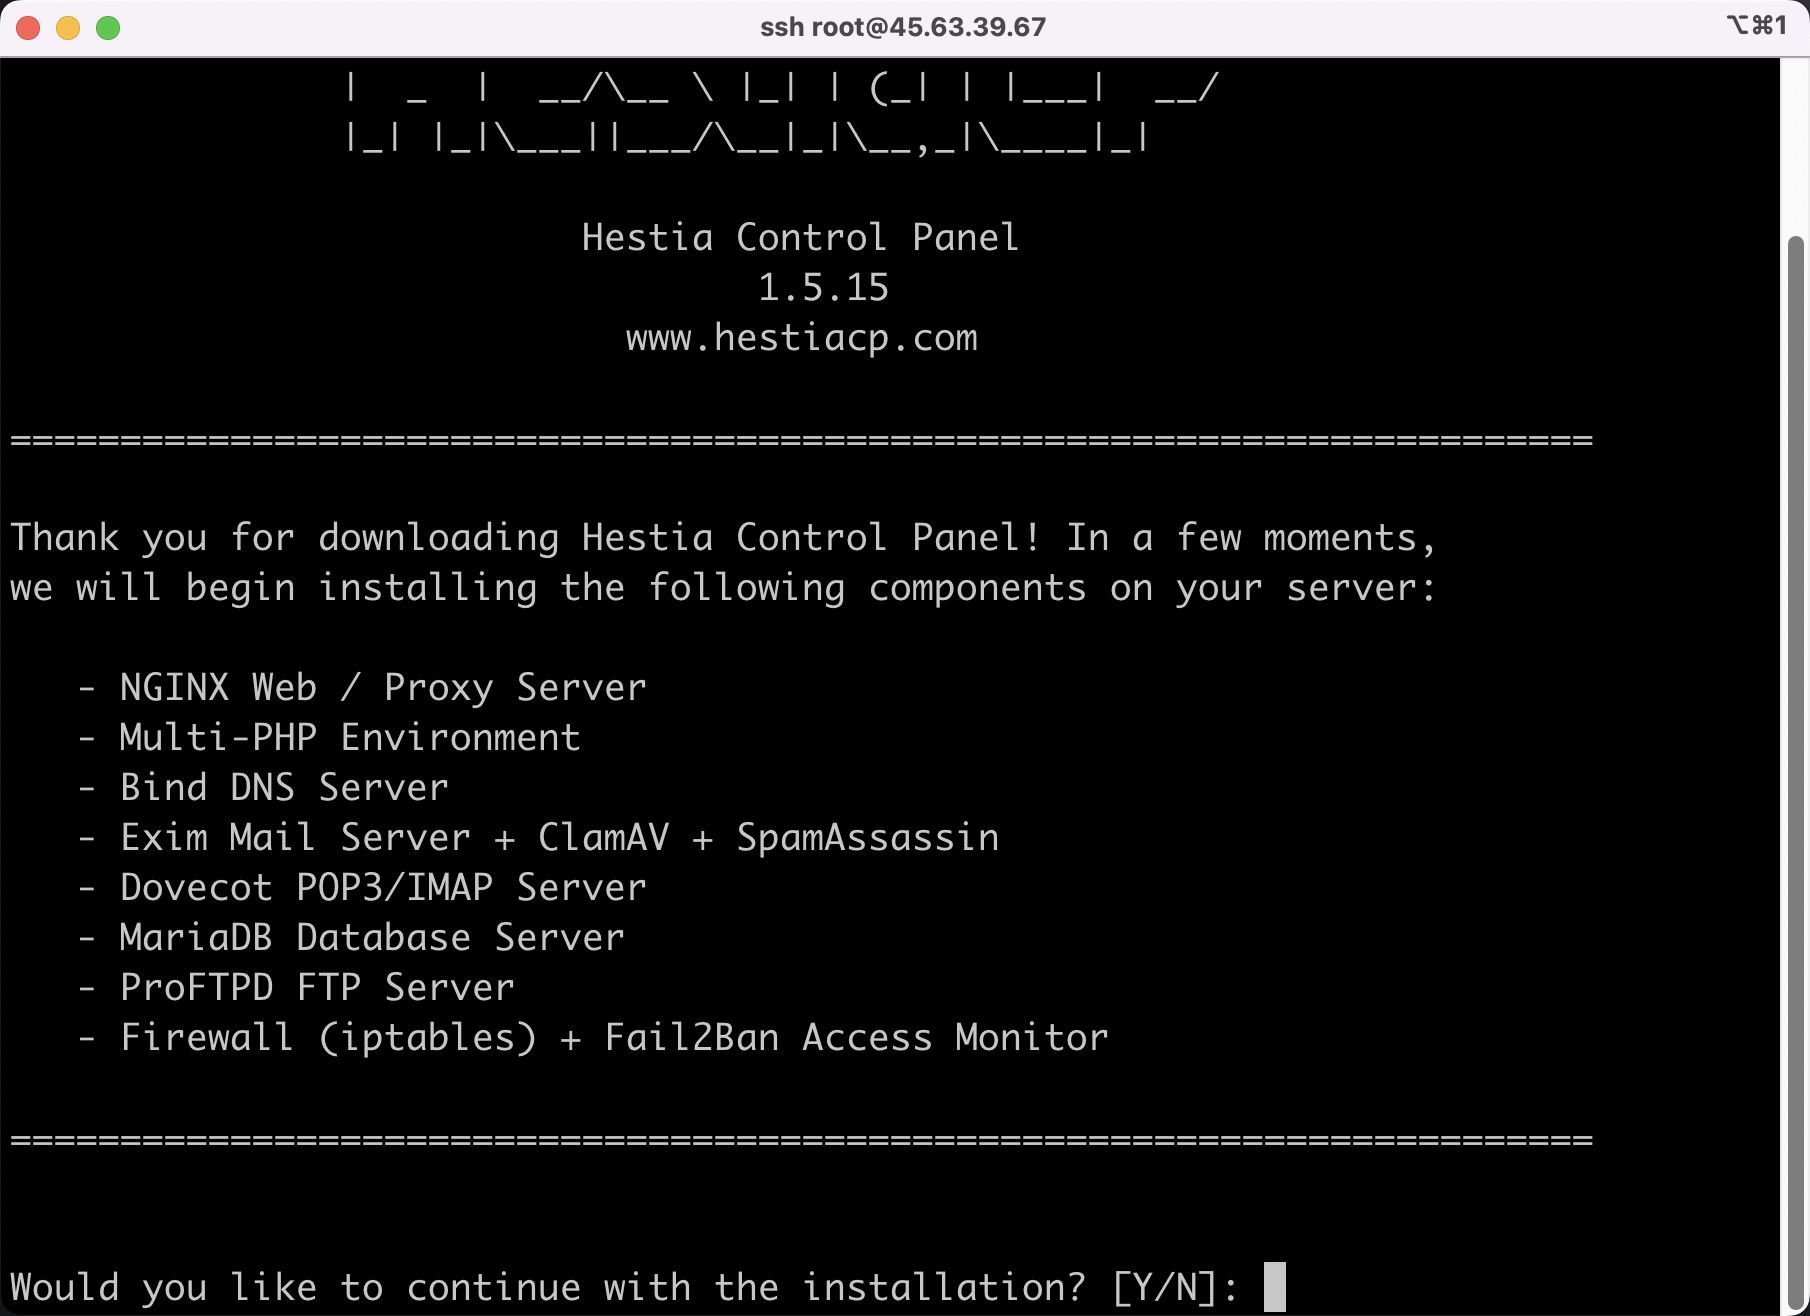 ssh root@45.63.39.67
⌥⌘1
|  _  |  __/\__ \ |_| | (_| | |___|  __/
|_| |_|\___||___/\__|_|\__,_|\____|_|
Hestia Control Panel
1.5.15
www.hestiacp.com
========================================================================
Thank you for downloading Hestia Control Panel! In a few moments,
we will begin installing the following components on your server:
- NGINX Web / Proxy Server
- Multi-PHP Environment
- Bind DNS Server
- Exim Mail Server + ClamAV + SpamAssassin
- Dovecot POP3/IMAP Server
- MariaDB Database Server
- ProFTPD FTP Server
- Firewall (iptables) + Fail2Ban Access Monitor
========================================================================
Would you like to continue with the installation? [Y/N]: